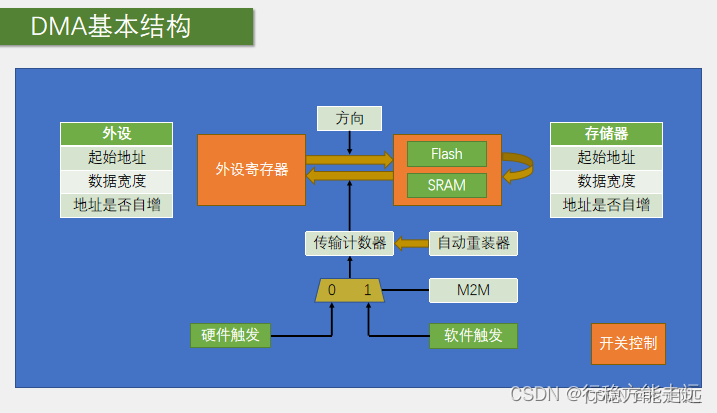 DMA基本结构
方向
外设
起始地址
数据宽度
地址是否自增
外设寄存器
Flash
SRAM
存储器
起始地址
数据宽度
地址是否自增
传输计数器
自动重装器
0 1
M2M
硬件触发
软件触发
开关控制
CSDN @行稳方能走远